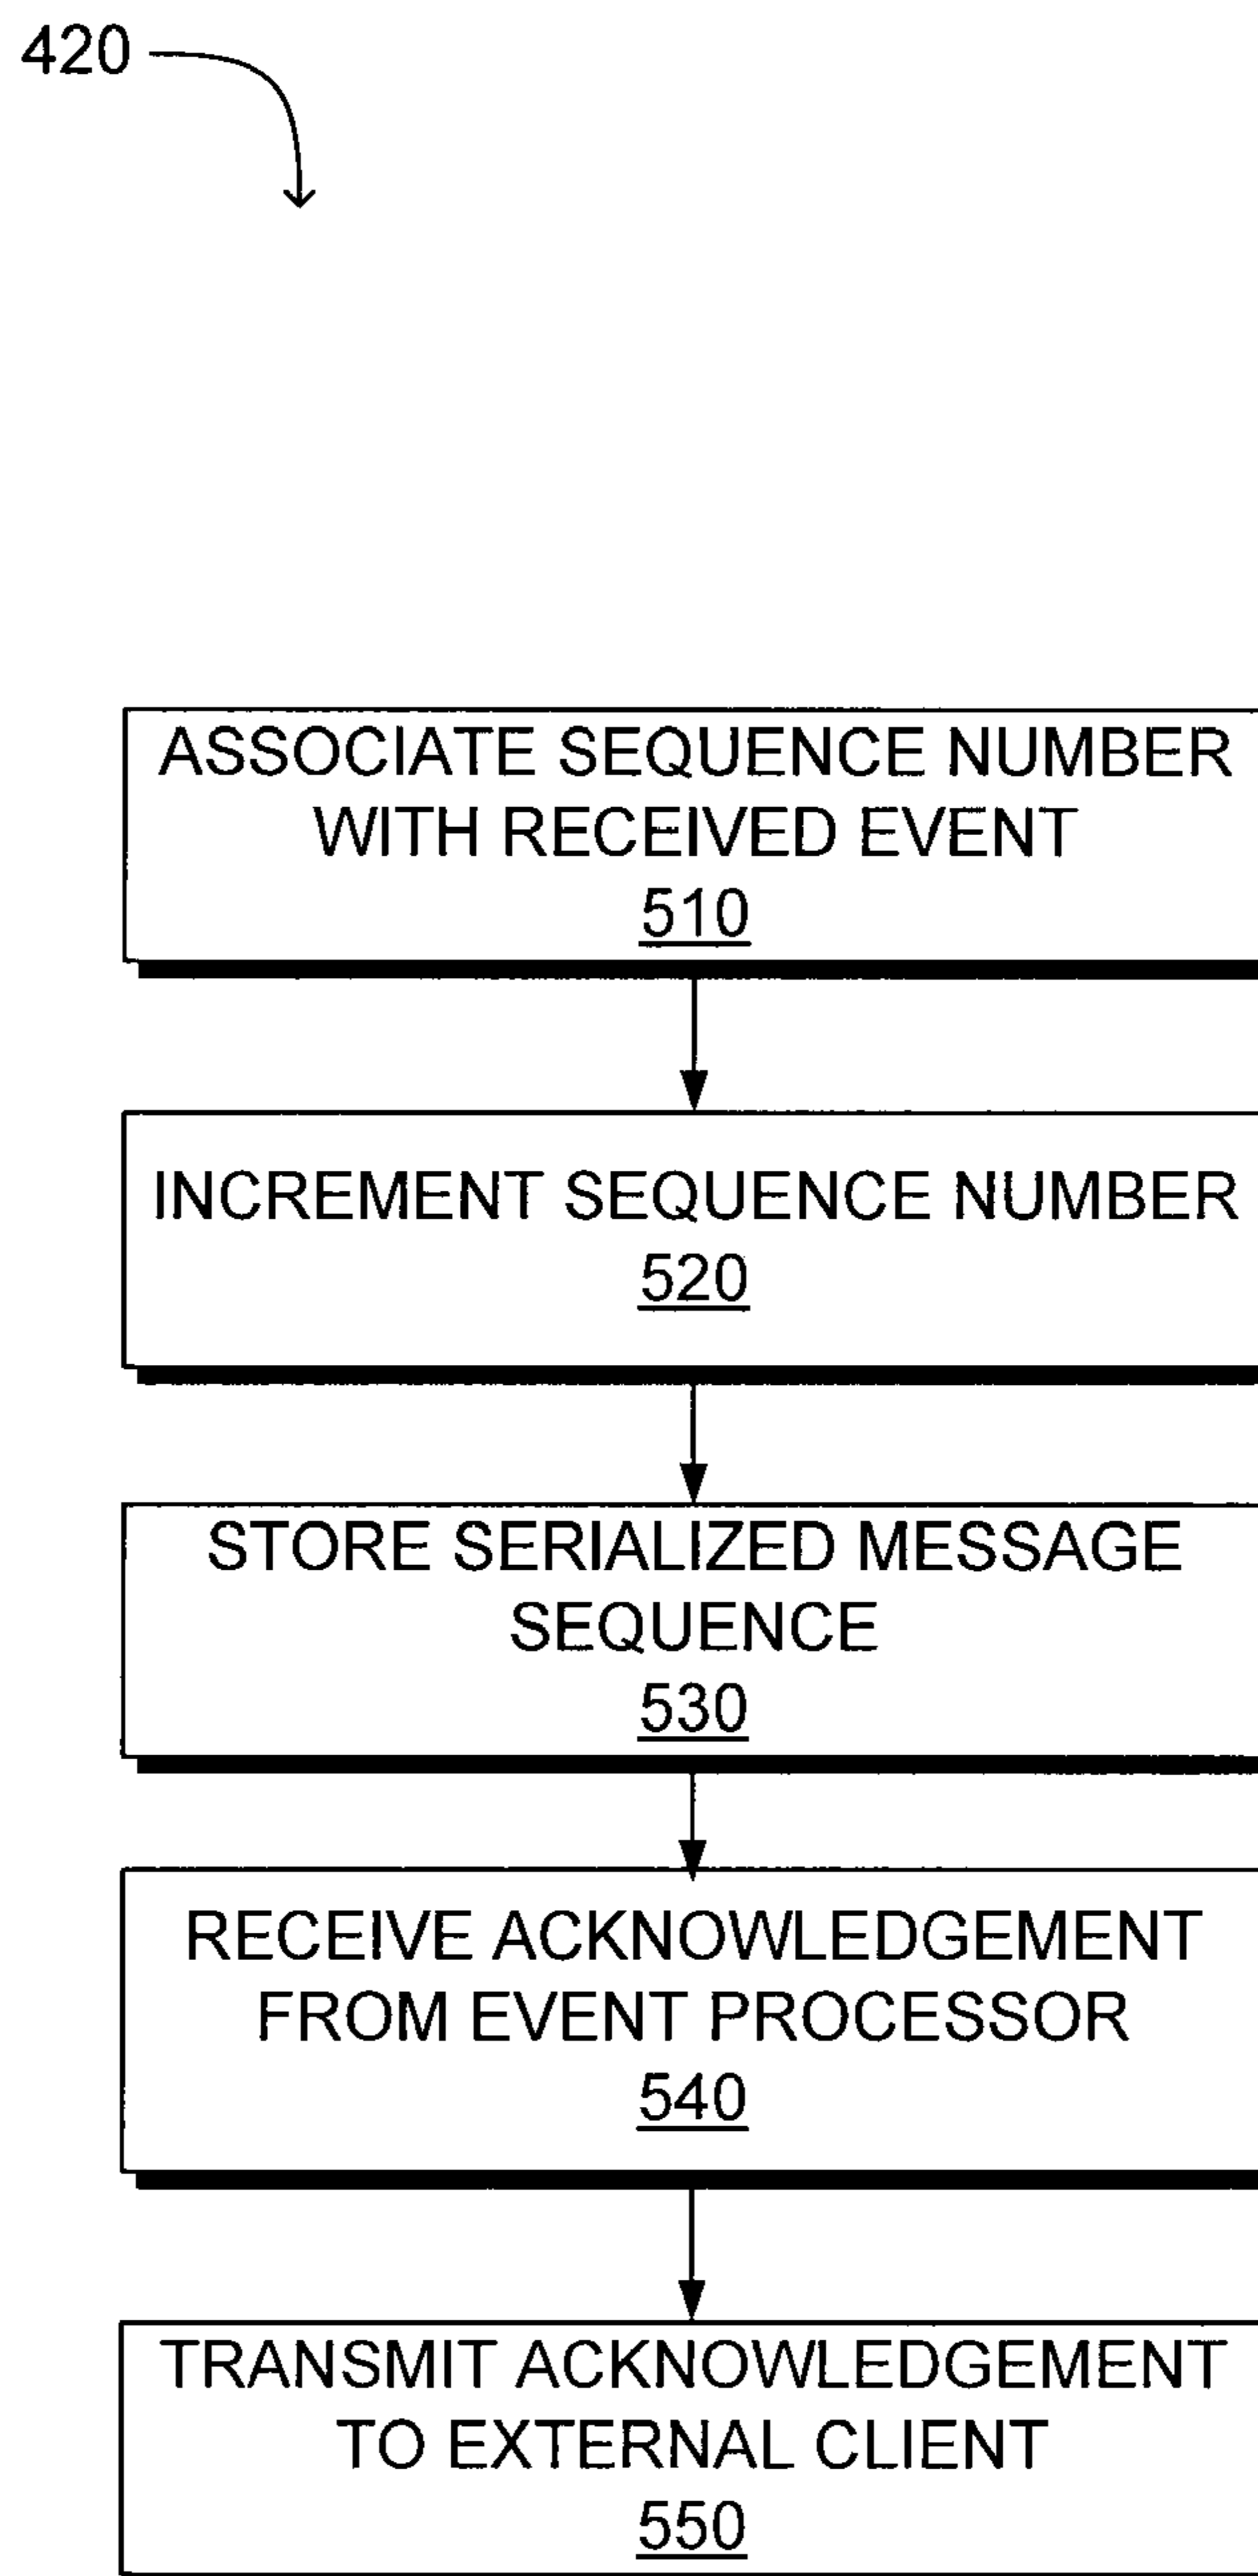 420
ASSOCIATE SEQUENCE NUMBER
WITH RECEIVED EVENT
510
INCREMENT SEQUENCE NUMBER
520
STORE SERIALIZED MESSAGE
SEQUENCE
530
RECEIVE ACKNOWLEDGEMENT
FROM EVENT PROCESSOR
540
TRANSMIT ACKNOWLEDGEMENT
TO EXTERNAL CLIENT
550